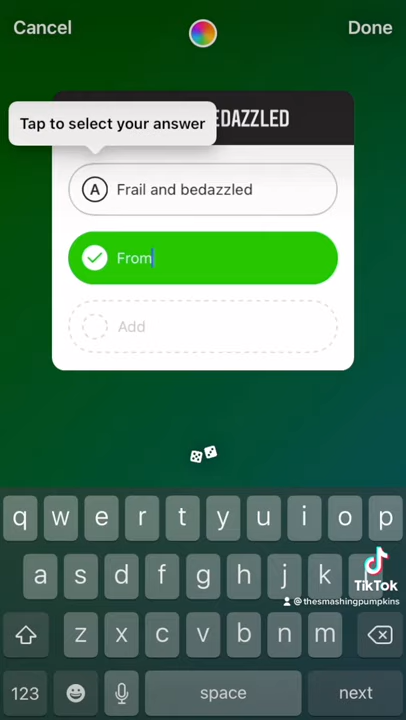 Cancel
Done
EDAZZLED
Tap to select your answer
A
Frail and bedazzled
From
Add
q w e r t y u i o p
a s d f g h j k
TikTok
@thesmashingpumpkins
z x c v b n m
123
space
next